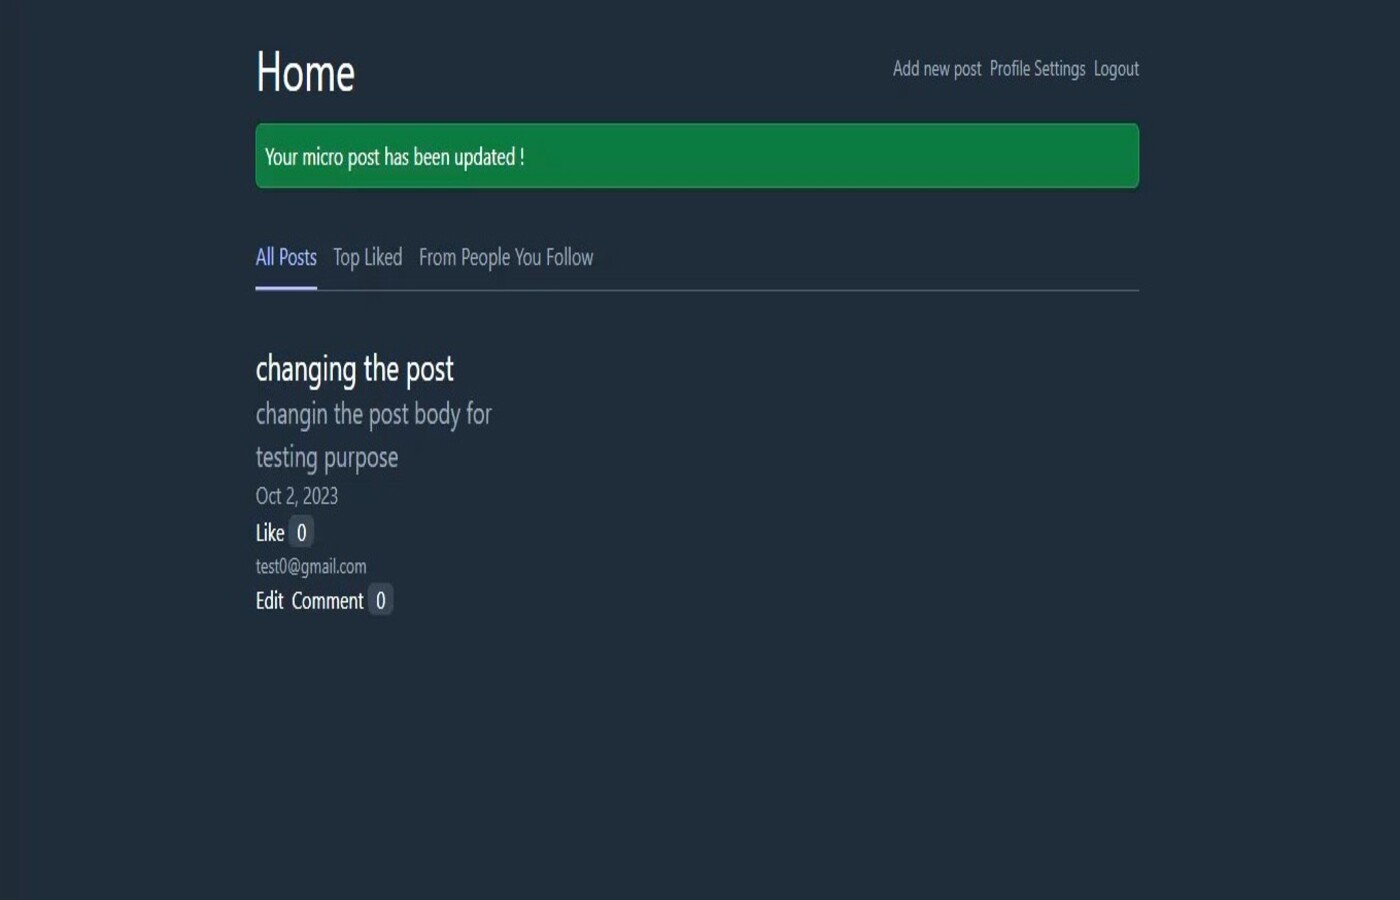 Home
Add new post Profile Settings Logout
Your micro post has been updated !
All Posts Top Liked From People You Follow
changing the post
changin the post body for
testing purpose
Oct 2, 2023
Like 0
test0@gmail.com
Edit Comment 0